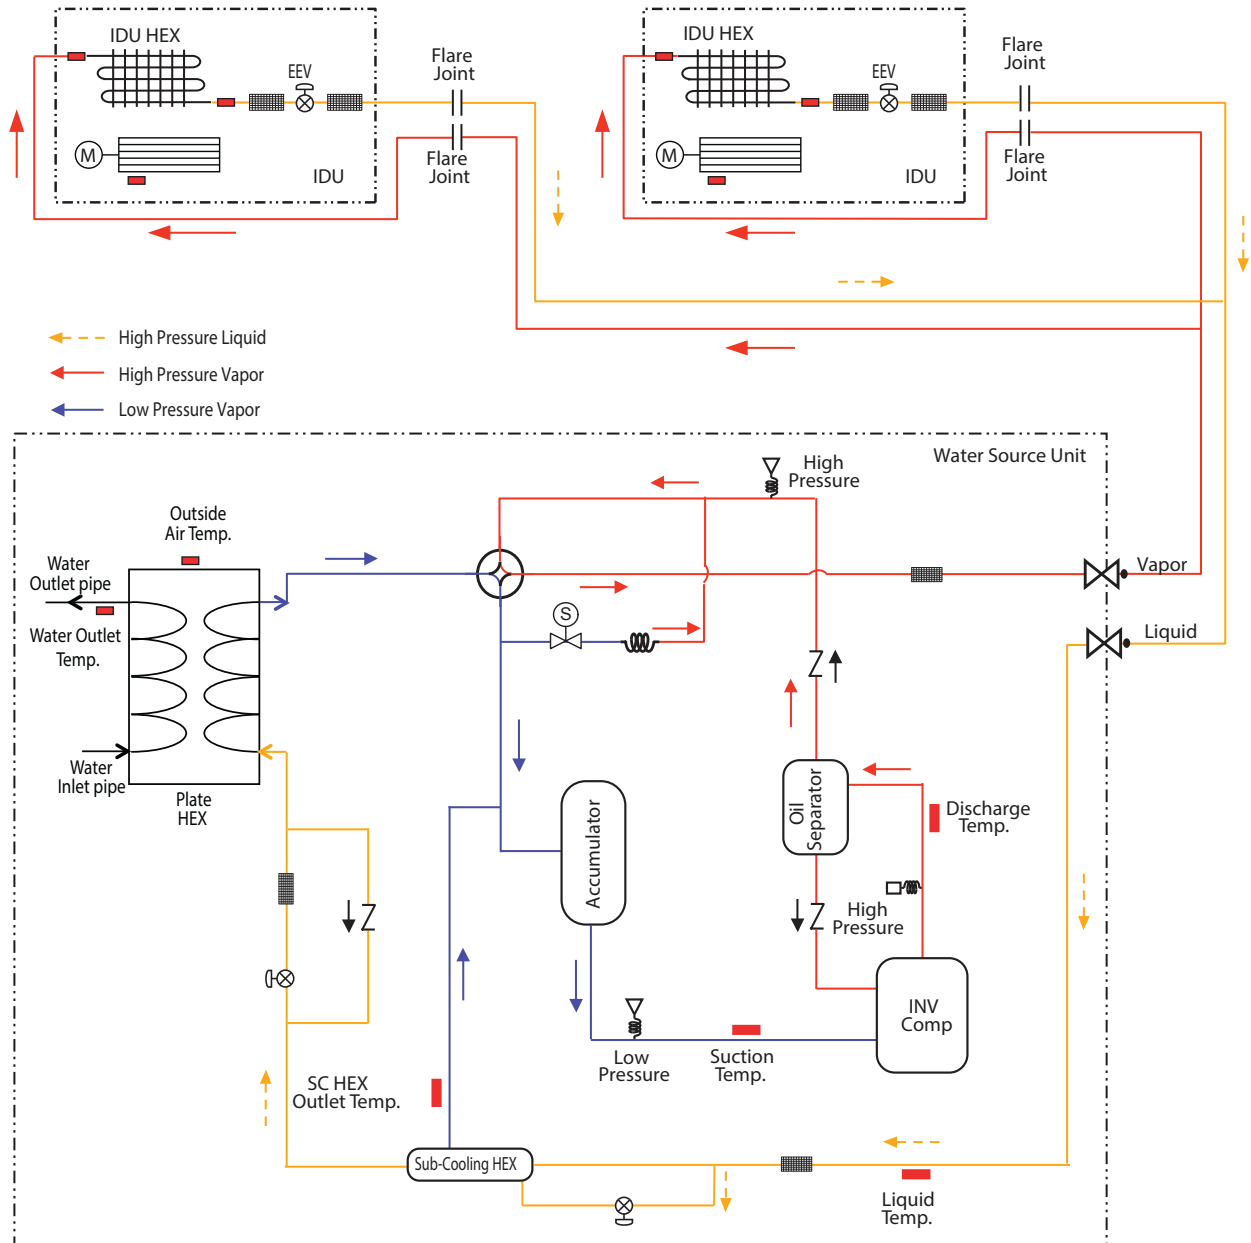 IDU HEX
EEV
Flare
Joint
M
IDU
Flare
Joint
IDU HEX
EEV
Flare
Joint
M
IDU
Flare
Joint
High Pressure Liquid
High Pressure Vapor
Low Pressure Vapor
Water Source Unit
High
Pressure
Outside
Air Temp.
Water
Outlet pipe
Water Outlet
Temp.
Water
Inlet pipe
Plate
HEX
S
Vapor
Liquid
Accumulator
Oil
Separator
Discharge
Temp.
High
Pressure
INV
Comp
Low
Pressure
Suction
Temp.
SC HEX
Outlet Temp.
Sub-Cooling HEX
Liquid
Temp.